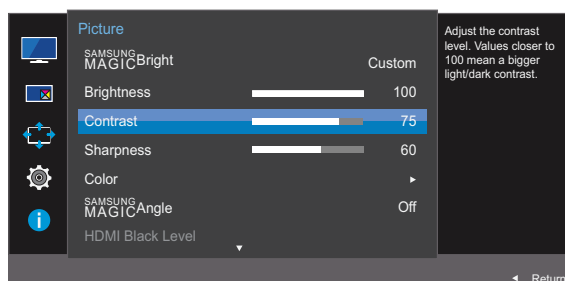 Picture
SAMSUNG
MAGICBright Custom
Brightness 100
Contrast 75
Sharpness 60
Color
SAMSUNG
MAGICAngle Off
HDMI Black Level
Adjust the contrast
level. Values closer to
100 mean a bigger
light/dark contrast.
Return